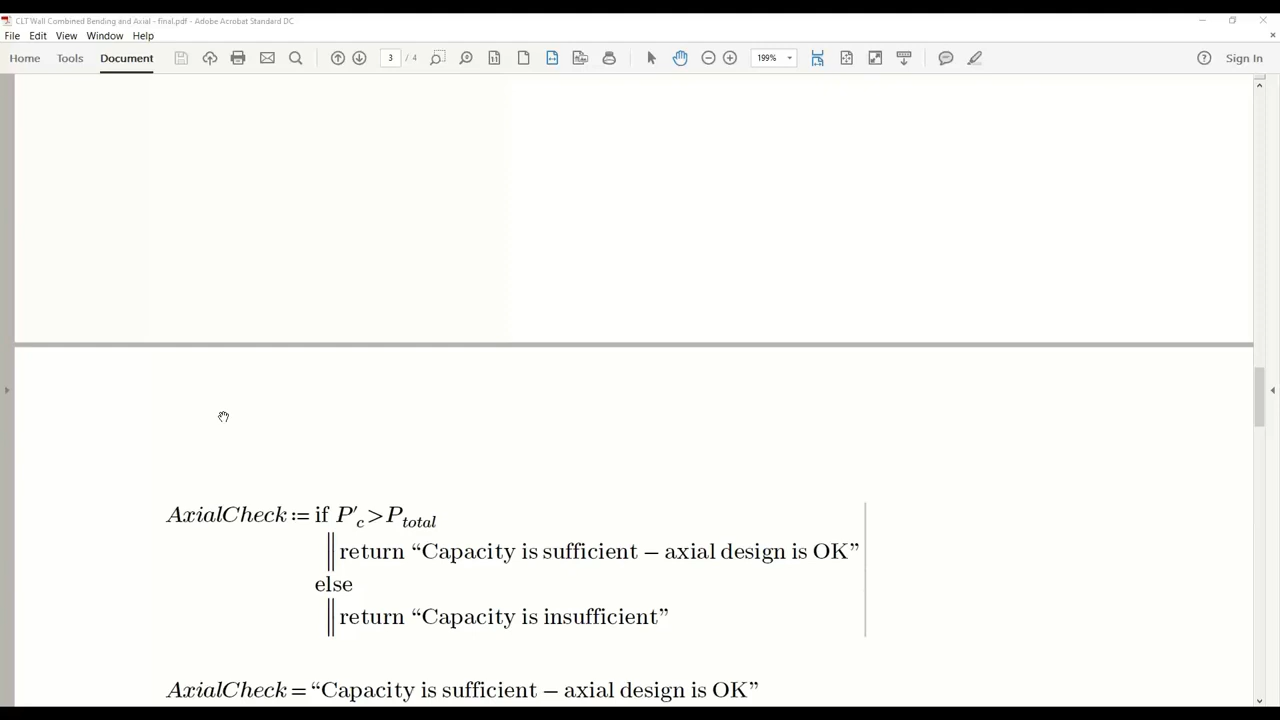 CLT Wall Combined Bending and Axial - final.pdf - Adobe Acrobat Standard DC
File Edit View Window Help
Home Tools Document 3 / 4 199% Sign In
AxialCheck := if P′c > Ptotal
return “Capacity is sufficient – axial design is OK”
else
return “Capacity is insufficient”
AxialCheck = “Capacity is sufficient – axial design is OK”